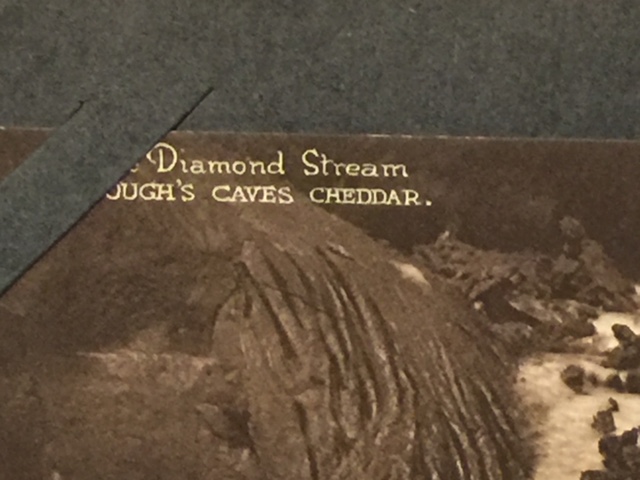 Diamond Stream
OUGH'S CAVES CHEDDAR.